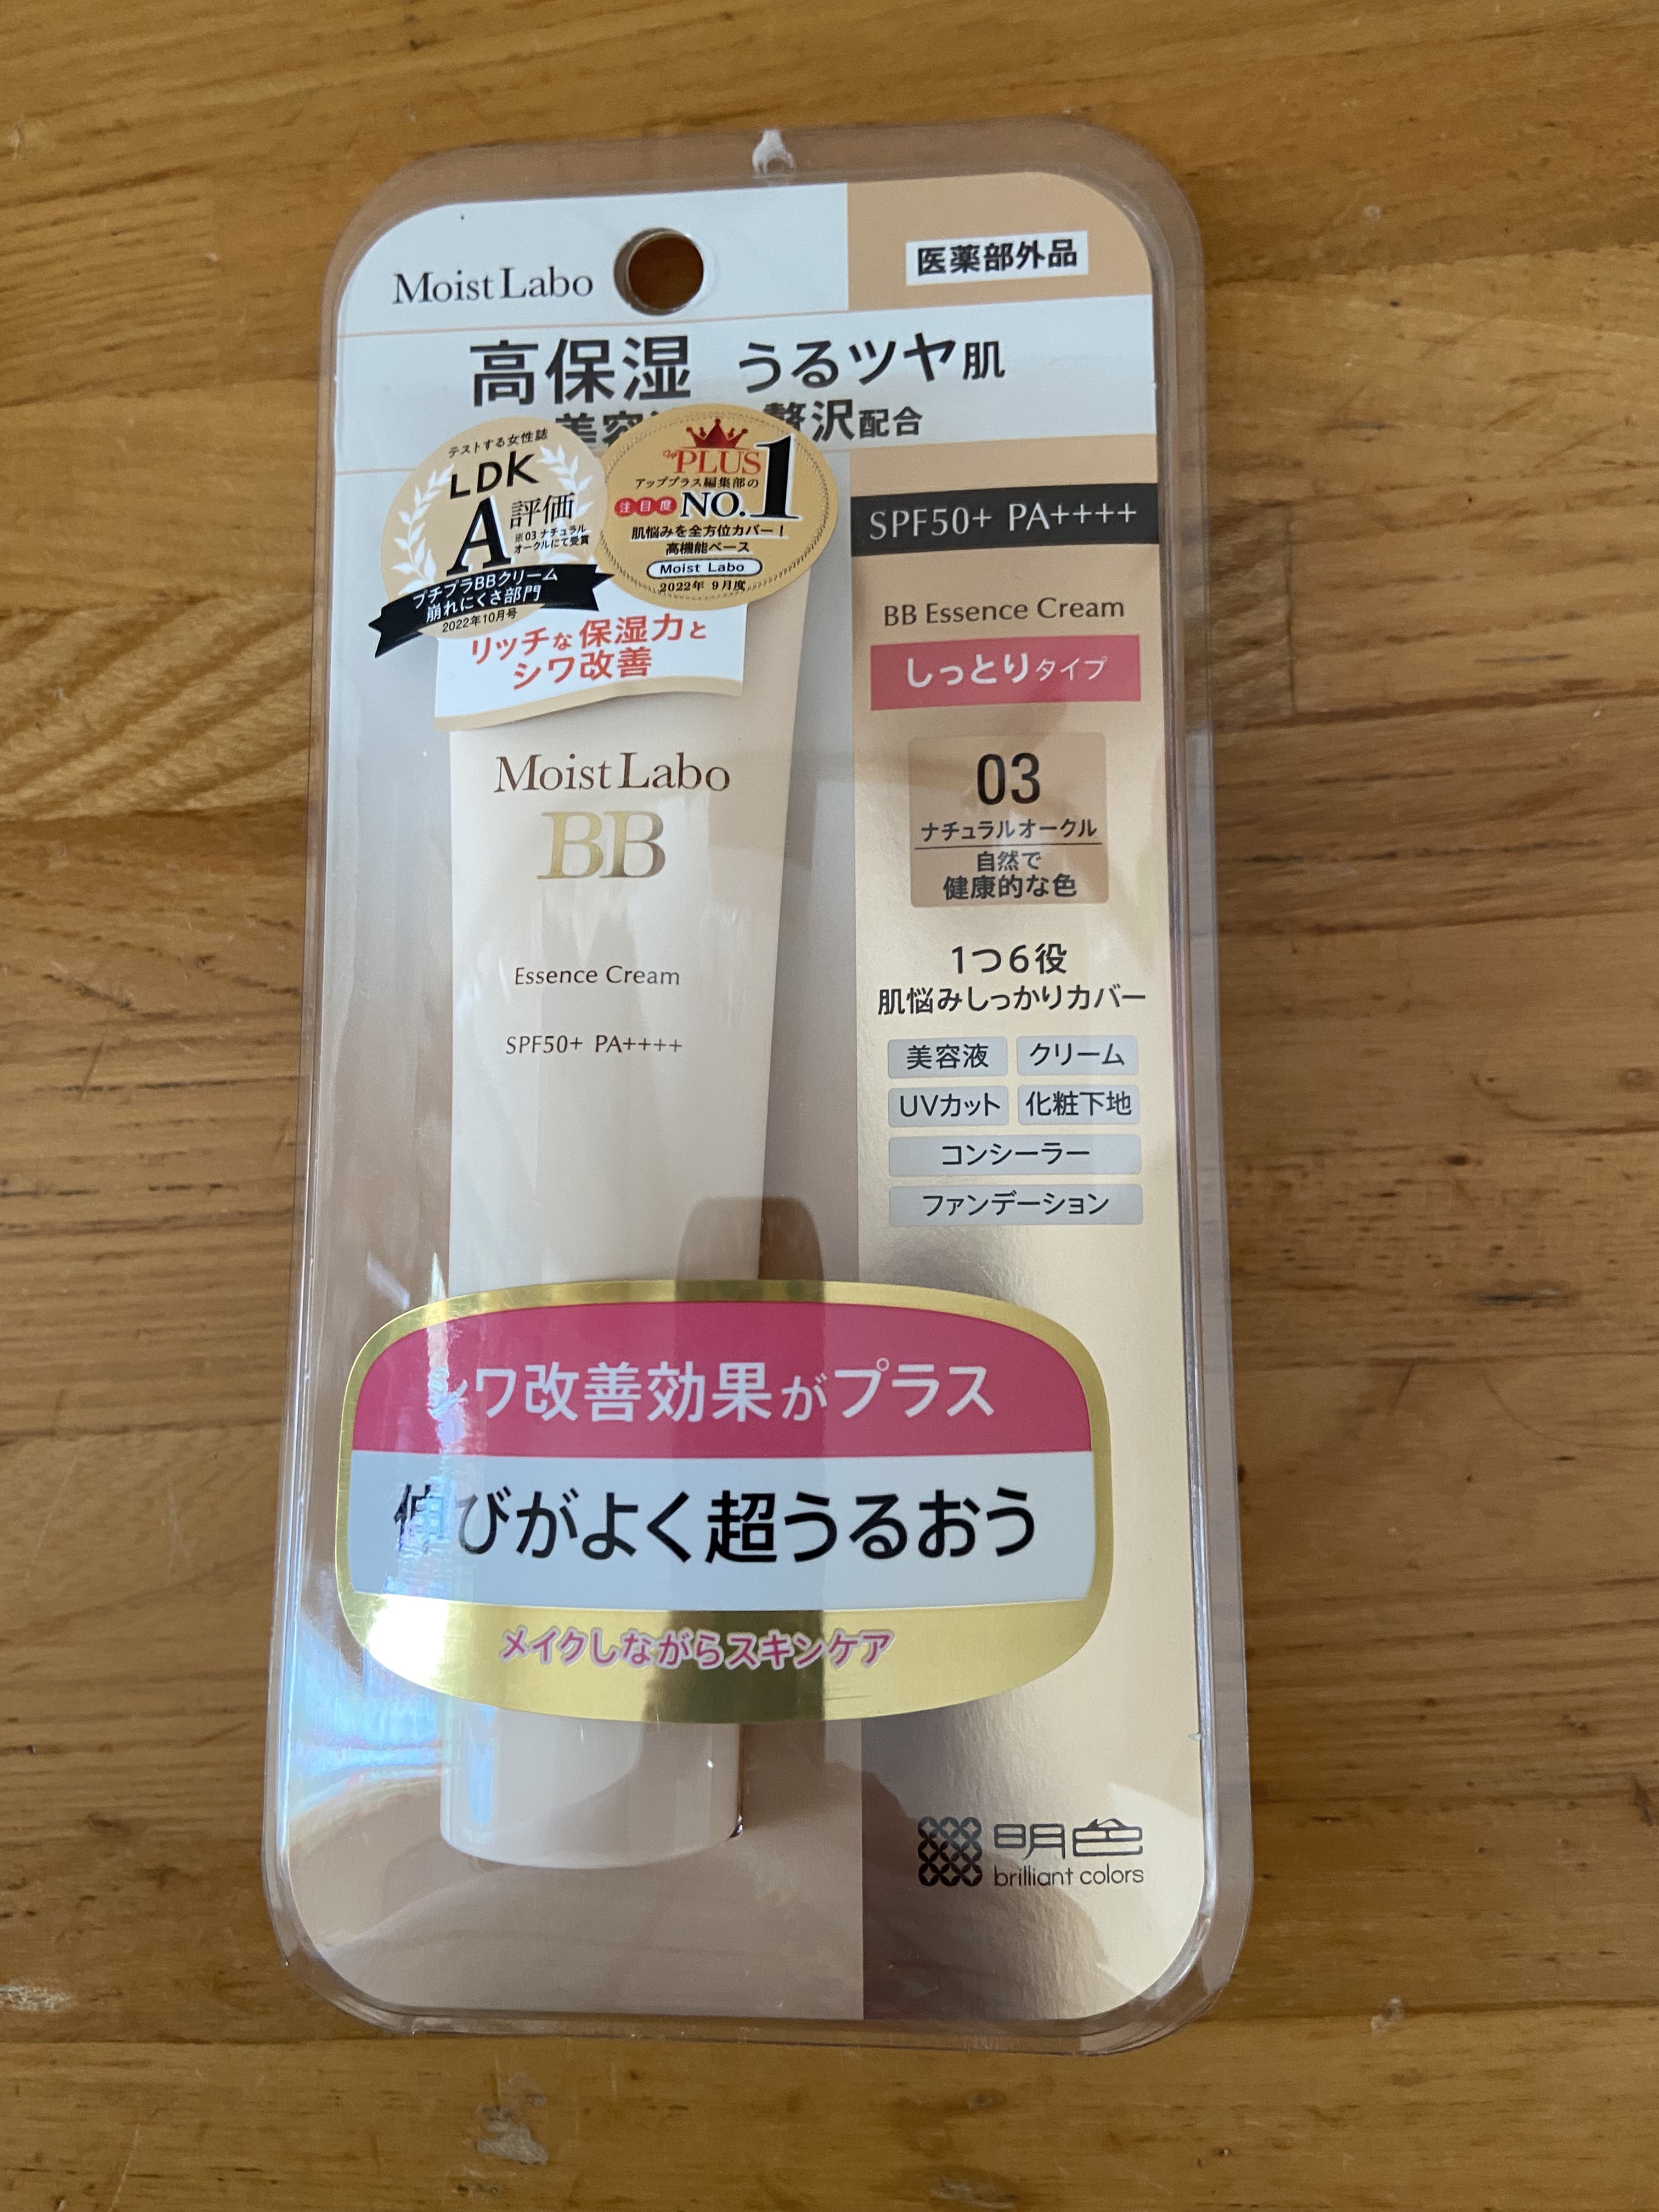 Moist Labo
医薬部外品
高保湿 うるツヤ肌
美容 贅沢配合
テストする女性誌
LDK
A評価
※03 ナチュラル
オークルにて受賞
プチプラBBクリーム
崩れにくさ部門
2022年10月号
up PLUS
アッププラス編集部の
注目度 NO.1
肌悩みを全方位カバー!
高機能ベース
Moist Labo
2022年 9月度
リッチな保湿力と
シワ改善
Moist Labo
BB
Essence Cream
SPF50+ PA++++
SPF50+ PA++++
BB Essence Cream
しっとりタイプ
03
ナチュラルオークル
自然で
健康的な色
1つ6役
肌悩みしっかりカバー
美容液 クリーム
UVカット 化粧下地
コンシーラー
ファンデーション
シワ改善効果がプラス
伸びがよく超うるおう
メイクしながらスキンケア
明色
brilliant colors